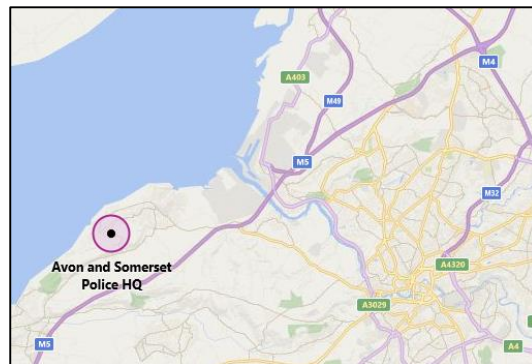 A403
M4
M49
M5
M32
Avon and Somerset
Police HQ
A4320
A3029
M5
A4